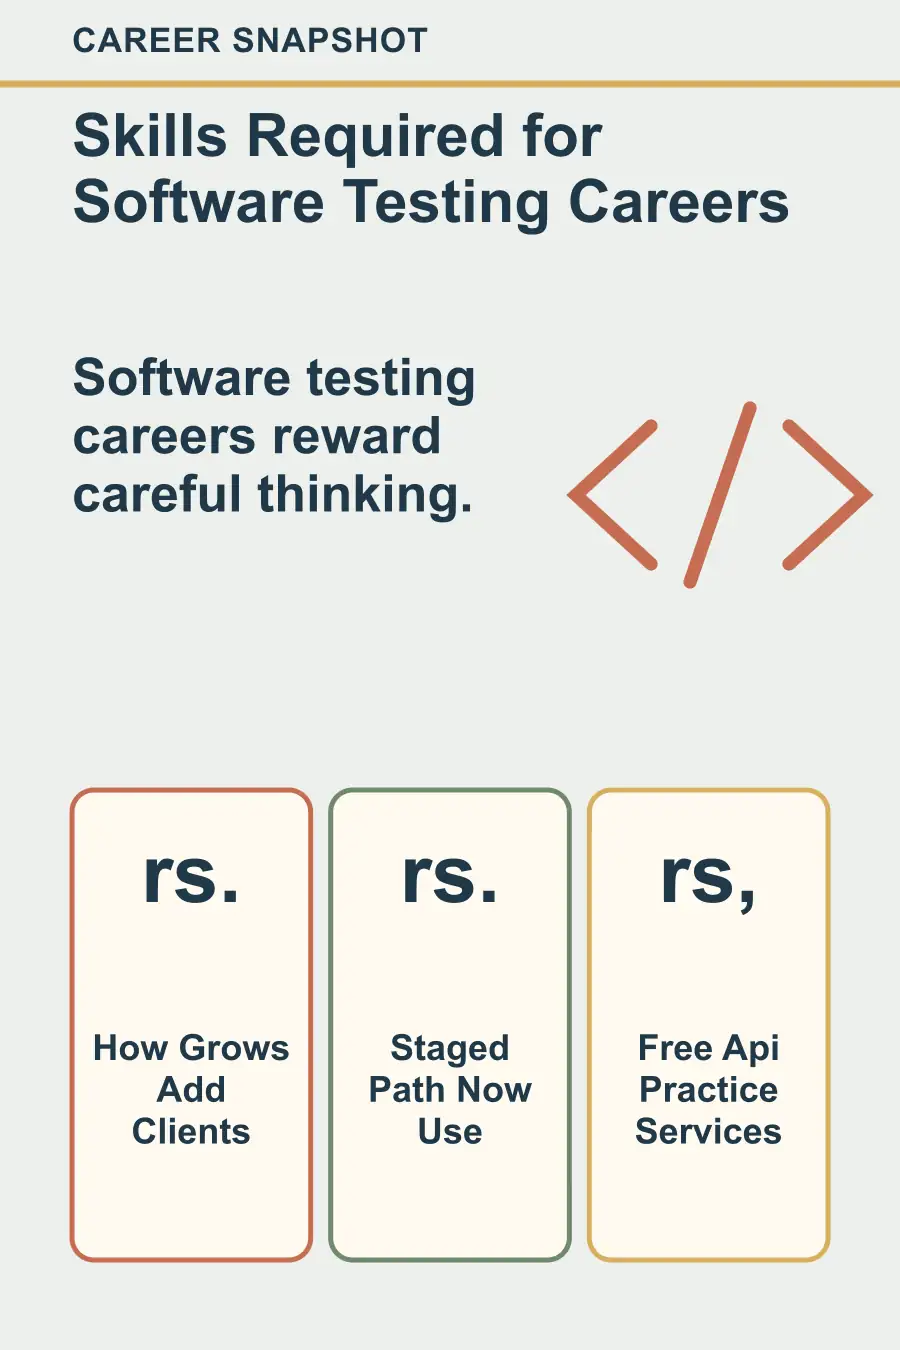 CAREER SNAPSHOT
Skills Required for
Software Testing Careers
Software testing
careers reward
careful thinking.
rs.
How Grows
Add
Clients
rs.
Staged
Path Now
Use
rs,
Free Api
Practice
Services